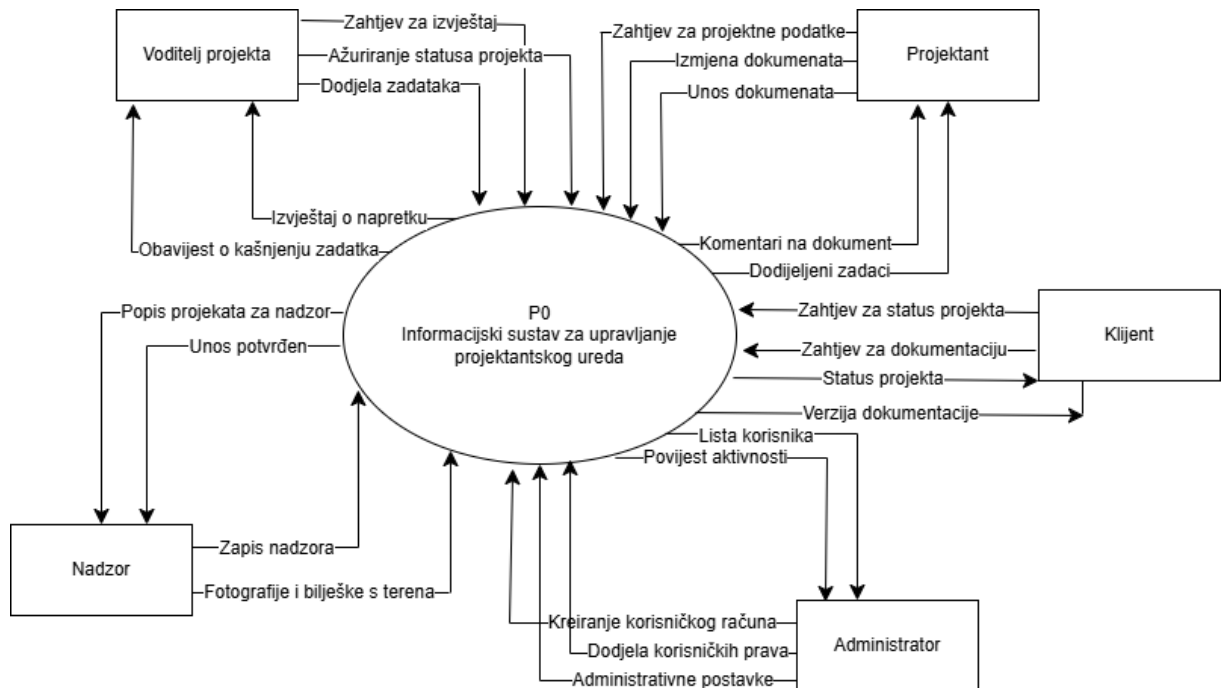 Zahtjev za izvještaj
Voditelj projekta
Ažuriranje statusa projekta
Dodjela zadataka
Zahtjev za projektne podatke
Izmjena dokumenata
Projektant
Unos dokumenata
Izvještaj o napretku
Obavijest o kašnjenju zadatka
Komentari na dokument
Dodijeljeni zadaci
Popis projekata za nadzor
Unos potvrđen
P0
Informacijski sustav za upravljanje
projektantskog ureda
Zahtjev za status projekta
Klijent
Zahtjev za dokumentaciju
Status projekta
Verzija dokumentacije
Lista korisnika
Povijest aktivnosti
Nadzor
Zapis nadzora
Fotografije i bilješke s terena
Kreiranje korisničkog računa
Administrator
Dodjela korisničkih prava
Administrativne postavke